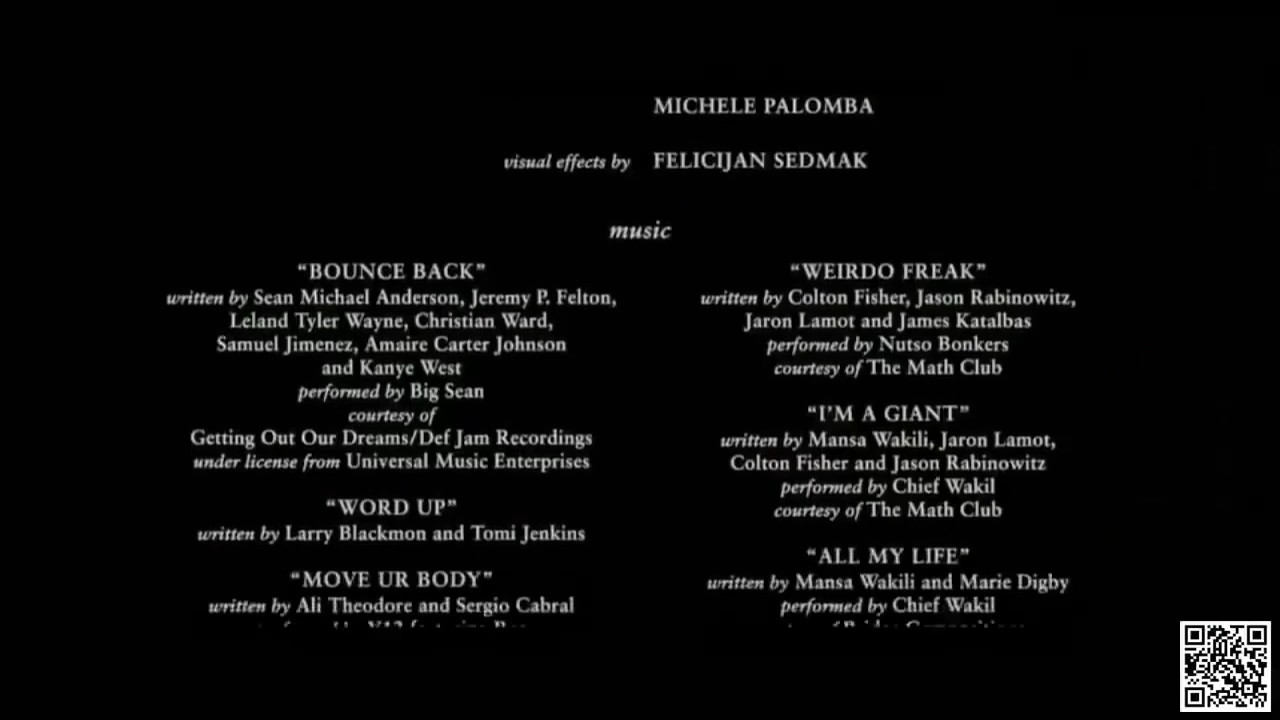 MICHELE PALOMBA
visual effects by FELICIJAN SEDMAK
music
“BOUNCE BACK”
written by Sean Michael Anderson, Jeremy P. Felton,
Leland Tyler Wayne, Christian Ward,
Samuel Jimenez, Amaire Carter Johnson
and Kanye West
performed by Big Sean
courtesy of
Getting Out Our Dreams/Def Jam Recordings
under license from Universal Music Enterprises
“WORD UP”
written by Larry Blackmon and Tomi Jenkins
“MOVE UR BODY”
written by Ali Theodore and Sergio Cabral
“WEIRDO FREAK”
written by Colton Fisher, Jason Rabinowitz,
Jaron Lamot and James Katalbas
performed by Nutso Bonkers
courtesy of The Math Club
“I’M A GIANT”
written by Mansa Wakili, Jaron Lamot,
Colton Fisher and Jason Rabinowitz
performed by Chief Wakil
courtesy of The Math Club
“ALL MY LIFE”
written by Mansa Wakili and Marie Digby
performed by Chief Wakil